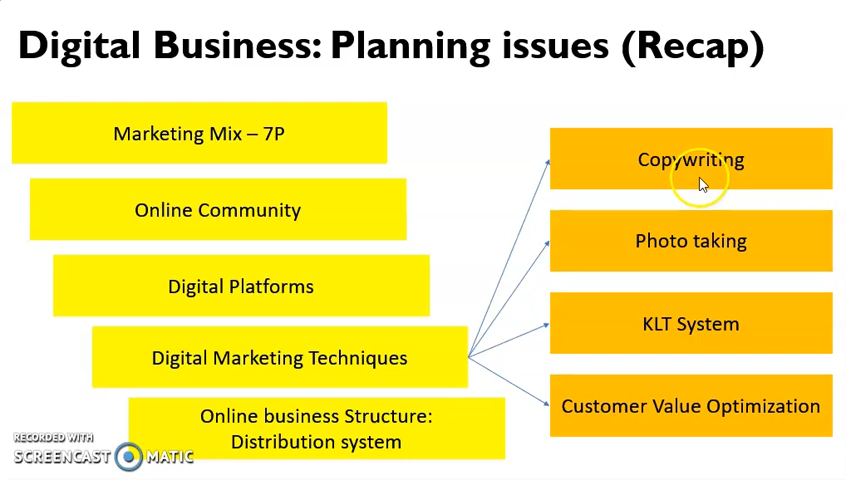 Digital Business: Planning issues (Recap)
Marketing Mix – 7P
Online Community
Digital Platforms
Digital Marketing Techniques
Online business Structure:
Distribution system
Copywriting
Photo taking
KLT System
Customer Value Optimization
RECORDED WITH
SCREENCAST MATIC